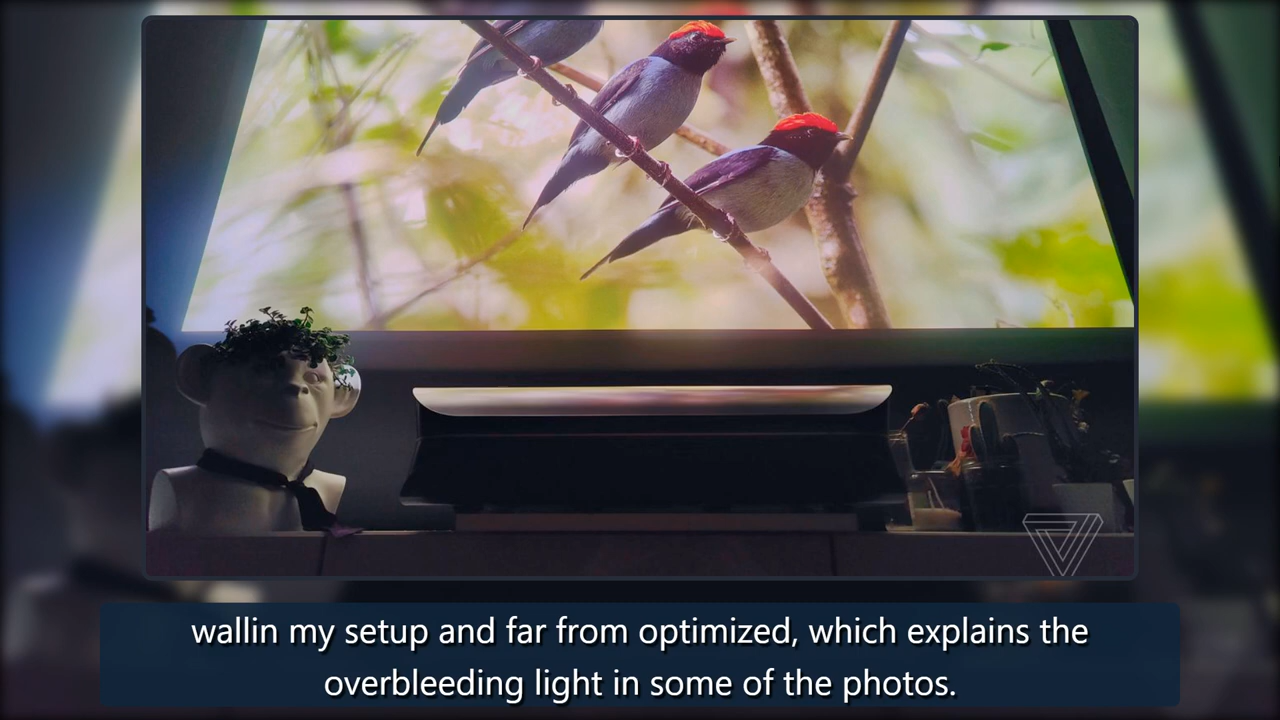 wallin my setup and far from optimized, which explains the
overbleeding light in some of the photos.